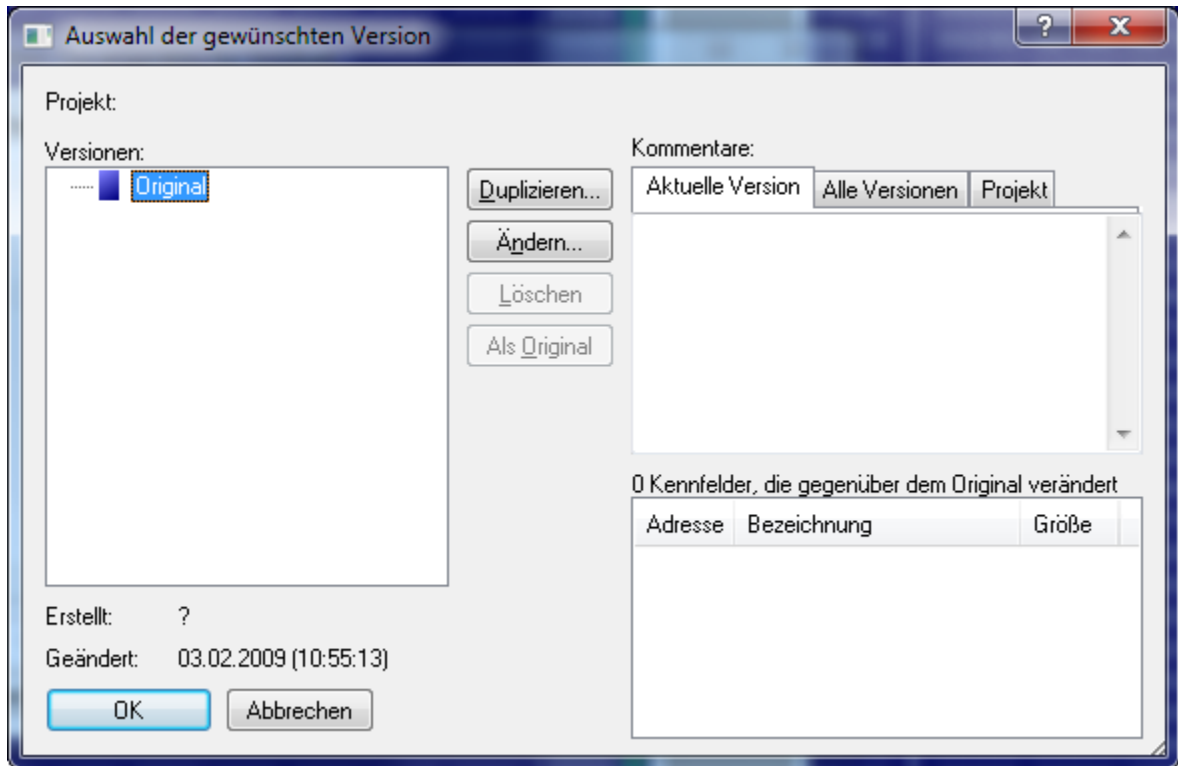 Auswahl der gewünschten Version
?
X
Projekt:
Versionen:
Original
Duplizieren...
Ändern...
Löschen
Als Original
Kommentare:
Aktuelle Version
Alle Versionen
Projekt
0 Kennfelder, die gegenüber dem Original verändert
Adresse Bezeichnung Größe
Erstellt: ?
Geändert: 03.02.2009 (10:55:13)
OK
Abbrechen